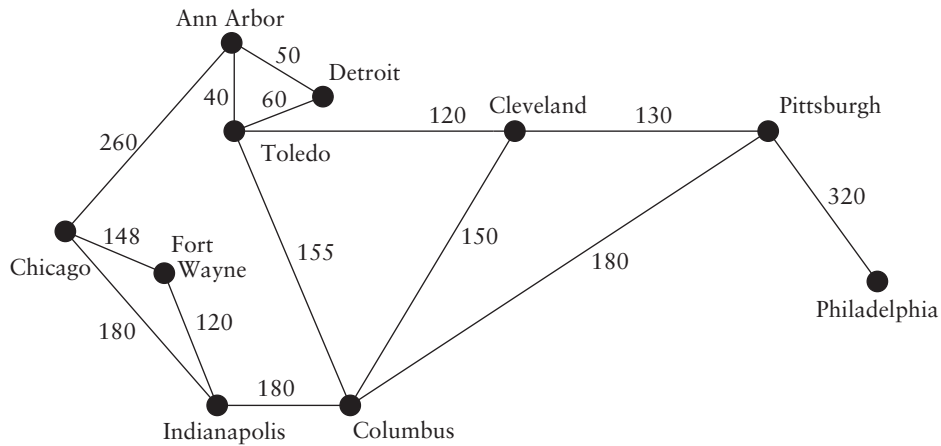 Ann Arbor
50
Detroit
40
60
Cleveland
Pittsburgh
120
130
260
Toledo
320
148
Fort
Wayne
155
150
180
Chicago
Philadelphia
180
120
180
Indianapolis
Columbus